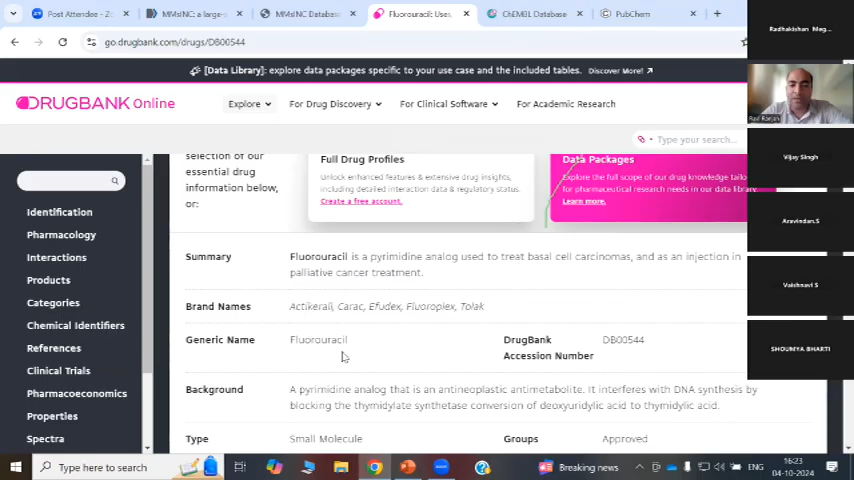 Post Attendee - Z
MMsINC: a large-
MMsINC Database
Fluorouracil: Uses,
ChEMBL Database
PubChem
go.drugbank.com/drugs/DB00544
[Data Library]: explore data packages specific to your use case and the included tables. Discover More!
DRUGBANK Online
Explore
For Drug Discovery
For Clinical Software
For Academic Research
Type your search...
selection of our
essential drug
information below,
or:
Full Drug Profiles
Unlock enhanced features & extensive drug insights,
including detailed interaction data & regulatory status.
Create a free account.
Data Packages
Explore the full scope of our drug knowledge tailo
for pharmaceutical research needs in our data library.
Learn more.
Identification
Pharmacology
Interactions
Products
Categories
Chemical Identifiers
References
Clinical Trials
Pharmacoeconomics
Properties
Spectra
Summary
Fluorouracil is a pyrimidine analog used to treat basal cell carcinomas, and as an injection in
palliative cancer treatment.
Brand Names
Actikerall, Carac, Efudex, Fluoroplex, Tolak
Generic Name
Fluorouracil
DrugBank
Accession Number
DB00544
Background
A pyrimidine analog that is an antineoplastic antimetabolite. It interferes with DNA synthesis by
blocking the thymidylate synthetase conversion of deoxyuridylic acid to thymidylic acid.
Type
Small Molecule
Groups
Approved
Radhakishan Meg...
Ravi Ranjan
Vijay Singh
Aravindan.S
Vaishnavi S
SHOUMYA BHARTI
Type here to search
Breaking news
ENG
16:23
04-10-2024